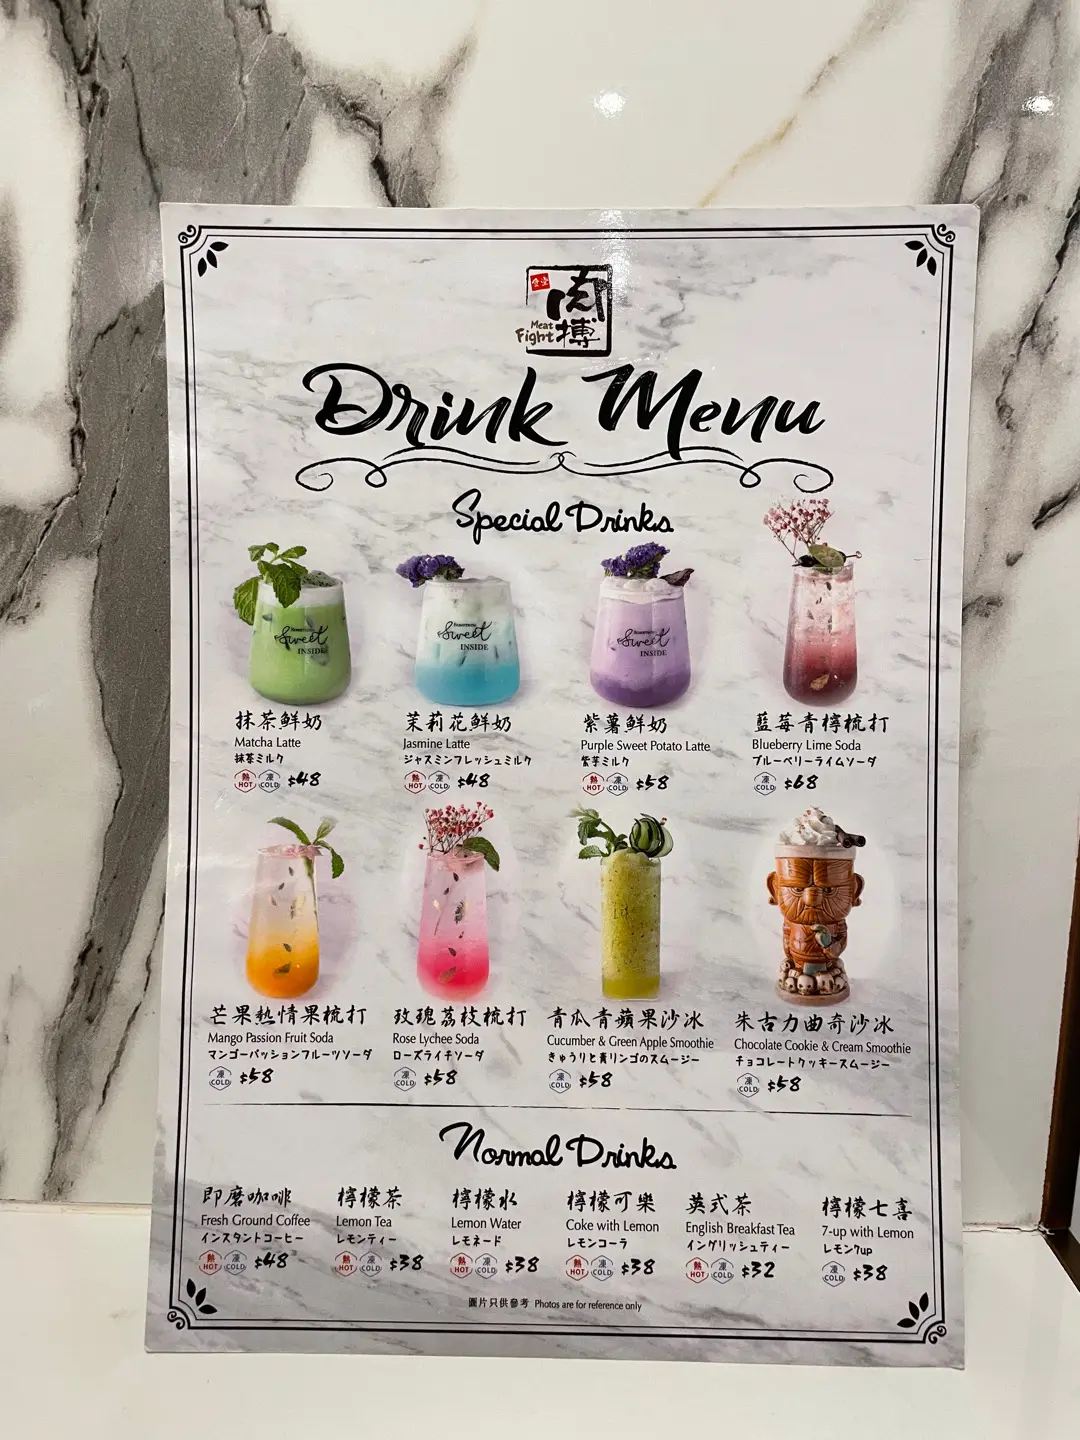 肉搏
Meat
Fight
Drink Menu
Special Drinks
Sweet
INSIDE
Sweet
INSIDE
Sweet
INSIDE
抹茶鮮奶
Matcha Latte
抹茶ミルク
熱 HOT 凍 COLD $48
茉莉花鮮奶
Jasmine Latte
ジャスミンフレッシュミルク
熱 HOT 凍 COLD $48
紫薯鮮奶
Purple Sweet Potato Latte
紫芋ミルク
熱 HOT 凍 COLD $58
藍莓青檸梳打
Blueberry Lime Soda
ブルーベリーライムソーダ
凍 COLD $68
芒果熱情果梳打
Mango Passion Fruit Soda
マンゴーパッションフルーツソーダ
凍 COLD $58
玫瑰荔枝梳打
Rose Lychee Soda
ローズライチソーダ
凍 COLD $58
青瓜青蘋果沙冰
Cucumber & Green Apple Smoothie
きゅうりと青リンゴのスムージー
凍 COLD $58
朱古力曲奇沙冰
Chocolate Cookie & Cream Smoothie
チョコレートクッキースムージー
凍 COLD $58
Normal Drinks
即磨咖啡
Fresh Ground Coffee
インスタントコーヒー
熱 HOT 凍 COLD $48
檸檬茶
Lemon Tea
レモンティー
熱 HOT 凍 COLD $38
檸檬水
Lemon Water
レモネード
熱 HOT 凍 COLD $38
檸檬可樂
Coke with Lemon
レモンコーラ
熱 HOT 凍 COLD $38
英式茶
English Breakfast Tea
イングリッシュティー
熱 HOT 凍 COLD $32
檸檬七喜
7-up with Lemon
レモン7up
凍 COLD $38
圖片只供參考 Photos are for reference only